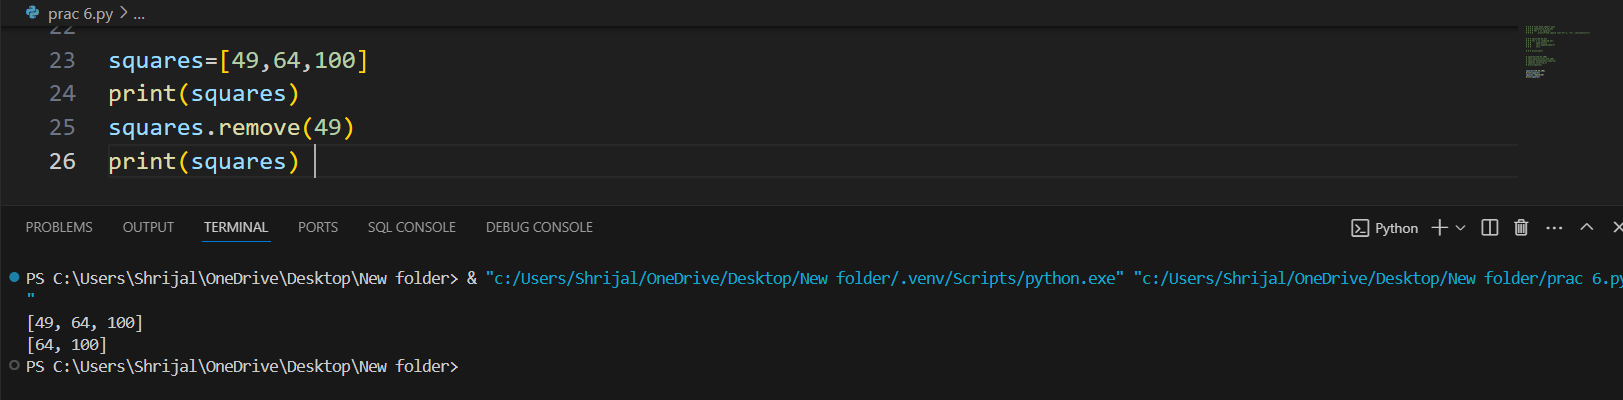 prac 6.py > ...
22
23 squares=[49,64,100]
24 print(squares)
25 squares.remove(49)
26 print(squares)
PROBLEMS OUTPUT TERMINAL PORTS SQL CONSOLE DEBUG CONSOLE Python
PS C:\Users\Shrijal\OneDrive\Desktop\New folder> & "c:/Users/Shrijal/OneDrive/Desktop/New folder/.venv/Scripts/python.exe" "c:/Users/Shrijal/OneDrive/Desktop/New folder/prac 6.py
"
[49, 64, 100]
[64, 100]
PS C:\Users\Shrijal\OneDrive\Desktop\New folder>